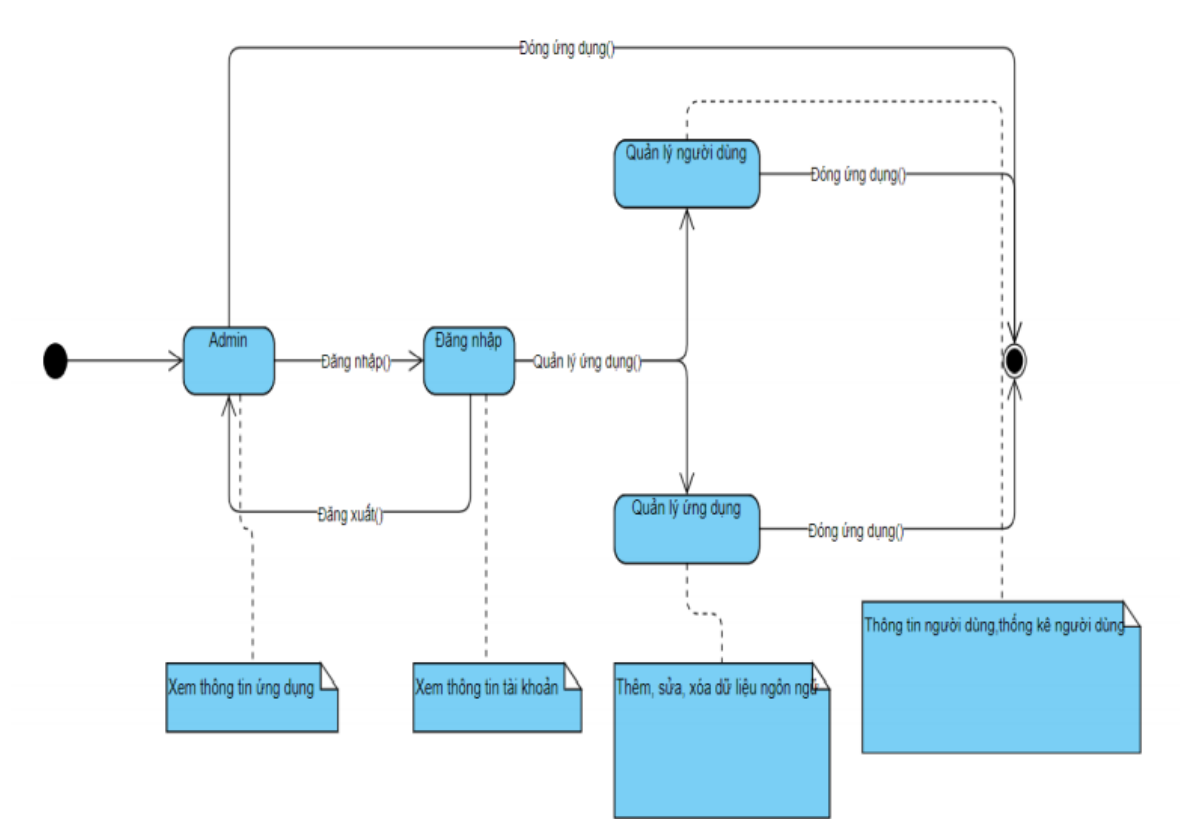 Đóng ứng dụng()
Quản lý người dùng
Đóng ứng dụng()
Admin
Đăng nhập()
Đăng nhập
Quản lý ứng dụng()
Đăng xuất()
Quản lý ứng dụng
Đóng ứng dụng()
Thông tin người dùng,thống kê người dùng
Xem thông tin ứng dụng
Xem thông tin tài khoản
Thêm, sửa, xóa dữ liệu ngôn ngữ